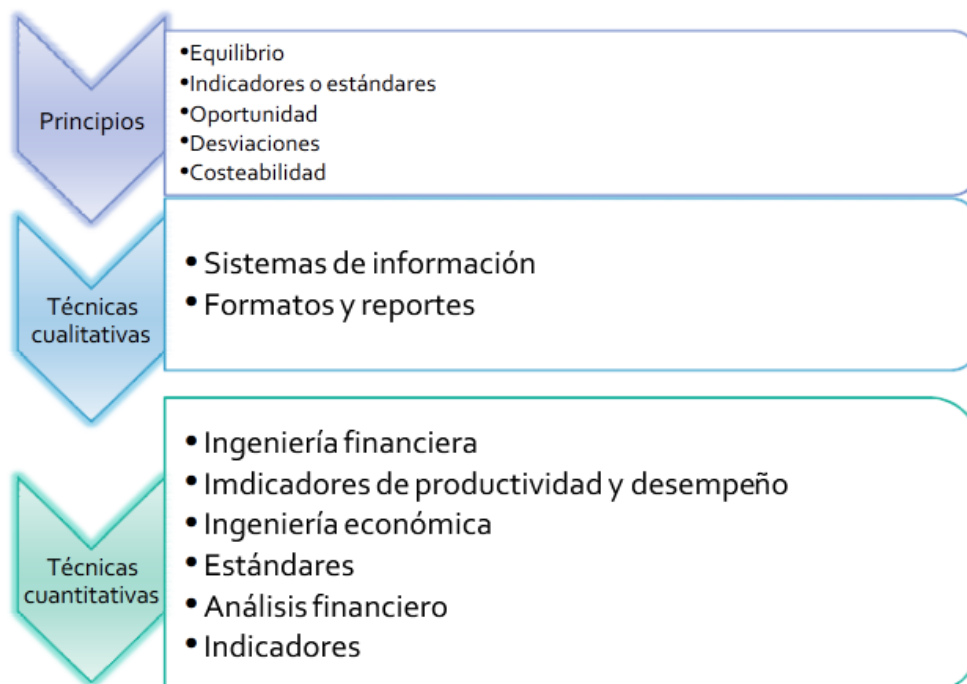 Principios
•Equilibrio
•Indicadores o estándares
•Oportunidad
•Desviaciones
•Costeabilidad
Técnicas
cualitativas
• Sistemas de información
• Formatos y reportes
Técnicas
cuantitativas
• Ingeniería financiera
• Imdicadores de productividad y desempeño
• Ingeniería económica
• Estándares
• Análisis financiero
• Indicadores